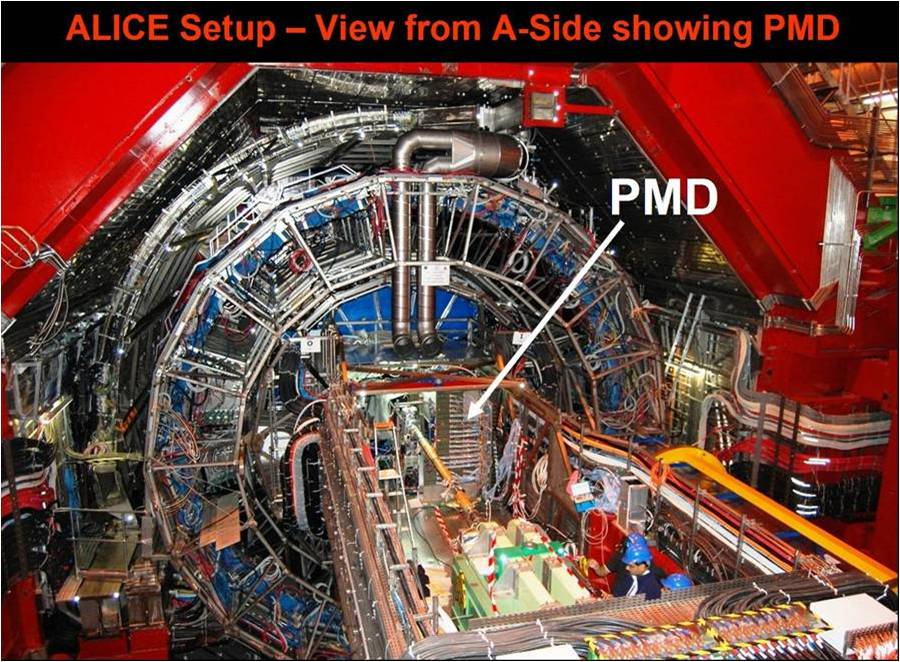 ALICE Setup – View from A-Side showing PMD
PMD